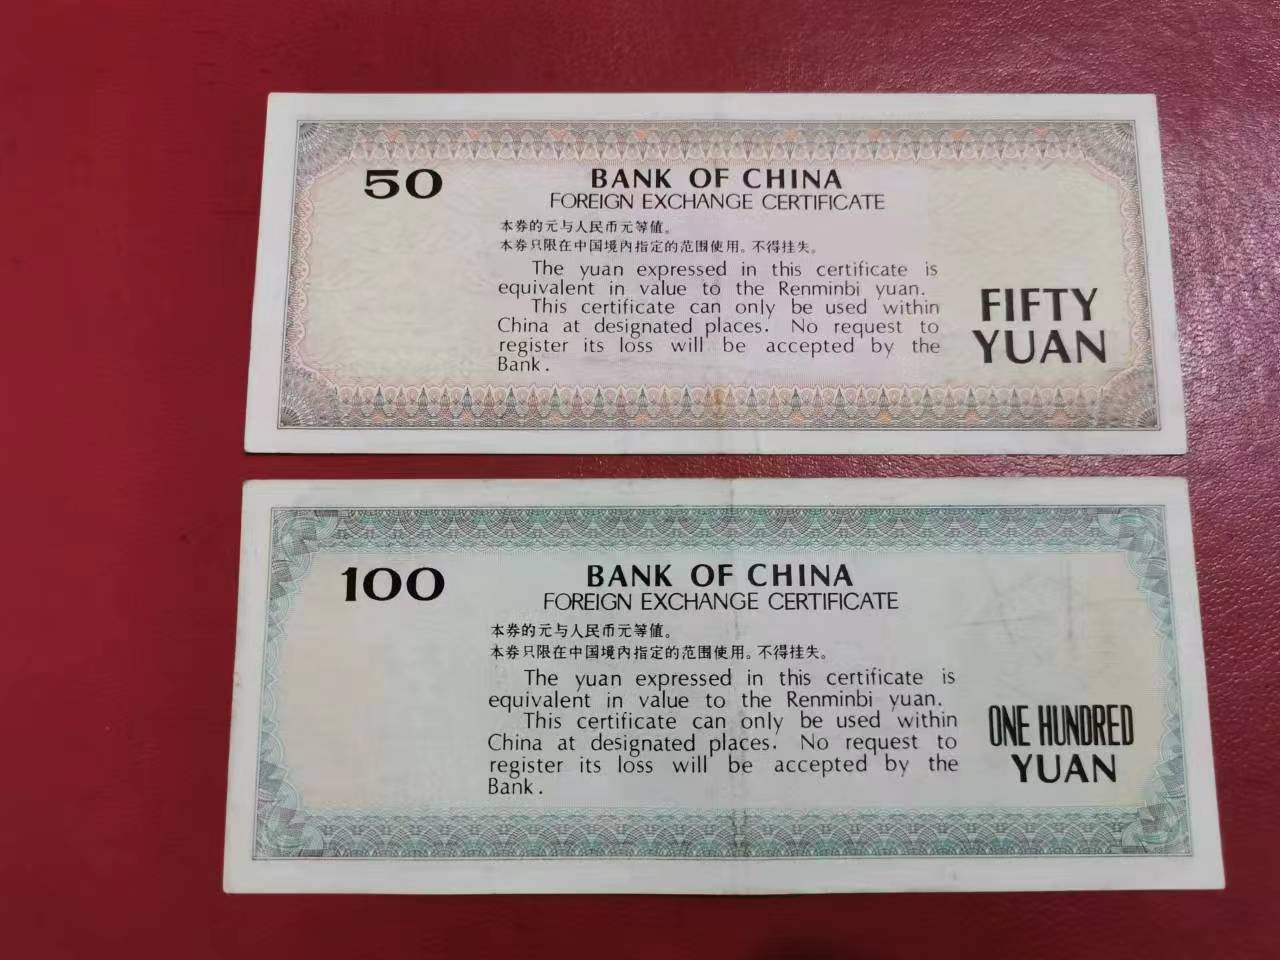 50
BANK OF CHINA
FOREIGN EXCHANGE CERTIFICATE
本券的元与人民币元等值。
本券只限在中国境内指定的范围使用。不得挂失。
The yuan expressed in this certificate is
equivalent in value to the Renminbi yuan.
This certificate can only be used within
China at designated places. No request to
register its loss will be accepted by the
Bank.
FIFTY
YUAN
100
BANK OF CHINA
FOREIGN EXCHANGE CERTIFICATE
本券的元与人民币元等值。
本券只限在中国境内指定的范围使用。不得挂失。
The yuan expressed in this certificate is
equivalent in value to the Renminbi yuan.
This certificate can only be used within
China at designated places. No request to
register its loss will be accepted by the
Bank.
ONE HUNDRED
YUAN